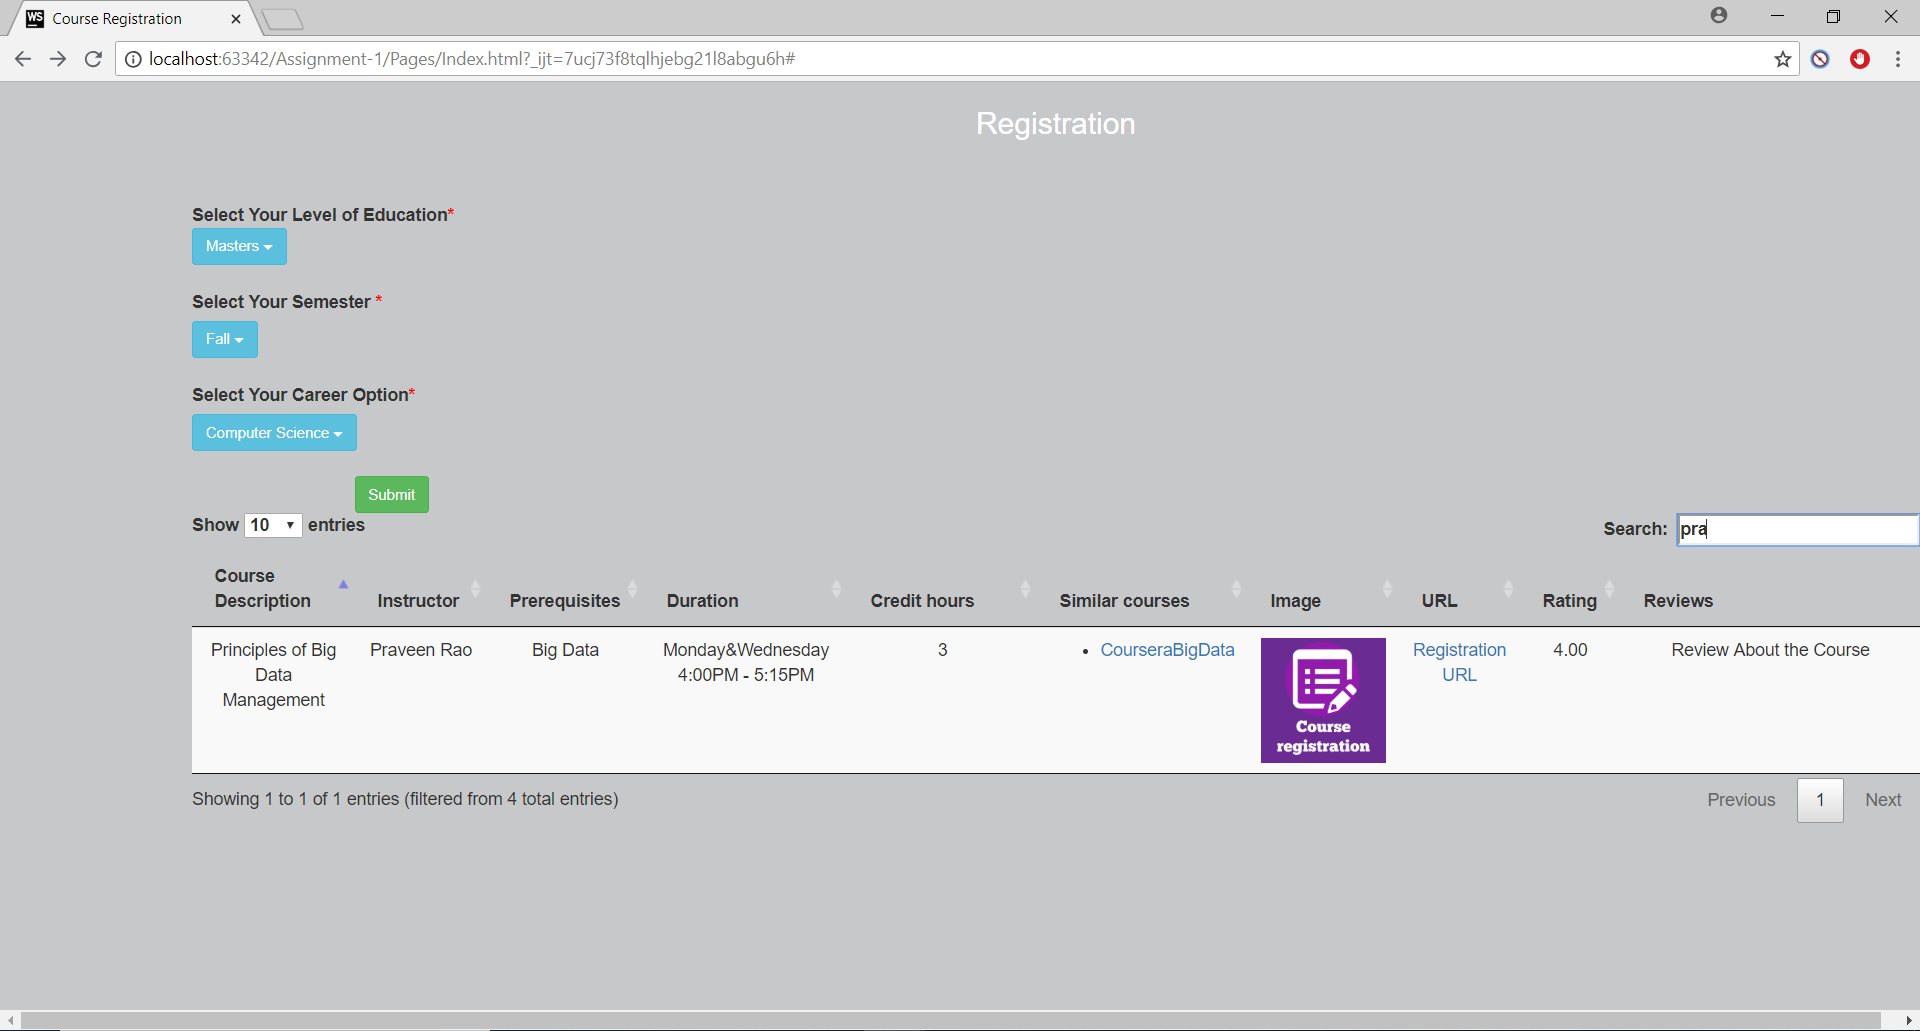 WS Course Registration
localhost:63342/Assignment-1/Pages/Index.html?_ijt=7ucj73f8tqlhjebg21l8abgu6h#
Registration
Select Your Level of Education*
Masters
Select Your Semester *
Fall
Select Your Career Option*
Computer Science
Submit
Show 10 entries
Search: pra
Course
Description Instructor Prerequisites Duration Credit hours Similar courses Image URL Rating Reviews
Principles of Big Praveen Rao Big Data Monday&Wednesday 3 • CourseraBigData Registration 4.00 Review About the Course
Data 4:00PM - 5:15PM URL
Management
Course
registration
Showing 1 to 1 of 1 entries (filtered from 4 total entries)
Previous 1 Next